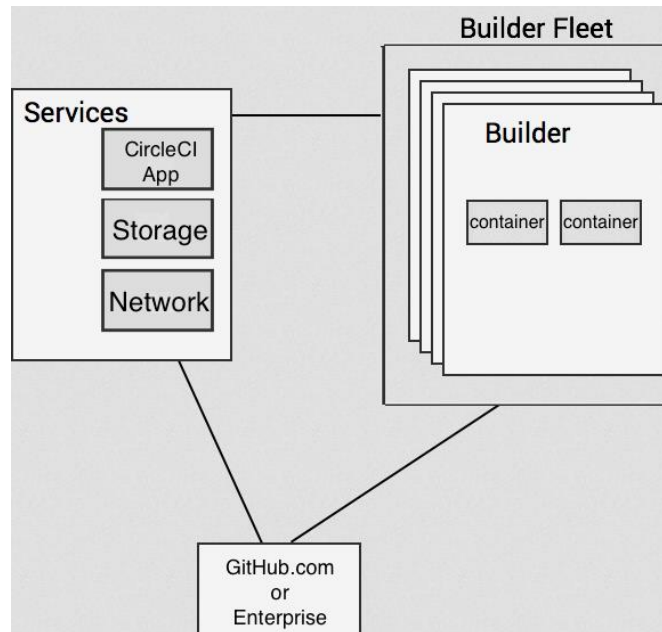 Builder Fleet
Services
CircleCI
App
Storage
Network
Builder
container
container
GitHub.com
or
Enterprise